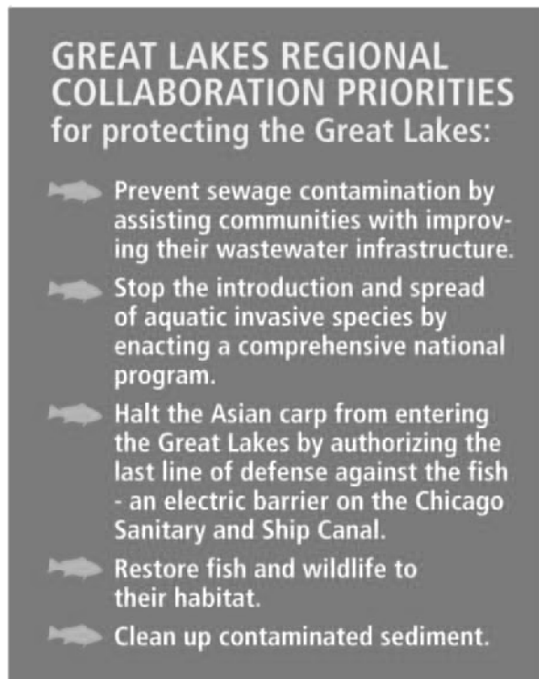 GREAT LAKES REGIONAL
COLLABORATION PRIORITIES
for protecting the Great Lakes:
Prevent sewage contamination by
assisting communities with improv-
ing their wastewater infrastructure.
Stop the introduction and spread
of aquatic invasive species by
enacting a comprehensive national
program.
Halt the Asian carp from entering
the Great Lakes by authorizing the
last line of defense against the fish
- an electric barrier on the Chicago
Sanitary and Ship Canal.
Restore fish and wildlife to
their habitat.
Clean up contaminated sediment.